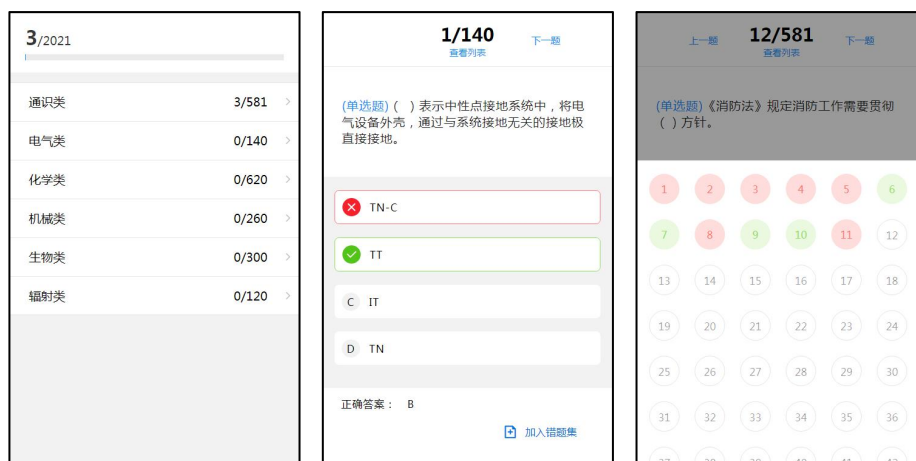 3/2021
通识类 3/581
电气类 0/140
化学类 0/620
机械类 0/260
生物类 0/300
辐射类 0/120
1/140 下一题
查看列表
(单选题) ( ) 表示中性点接地系统中，将电
气设备外壳，通过与系统接地无关的接地极
直接接地。
TN-C
TT
C IT
D TN
正确答案： B
加入错题集
上一题 12/581 下一题
查看列表
(单选题)《消防法》规定消防工作需要贯彻
( ) 方针。
1 2 3 4 5 6
7 8 9 10 11 12
13 14 15 16 17 18
19 20 21 22 23 24
25 26 27 28 29 30
31 32 33 34 35 36